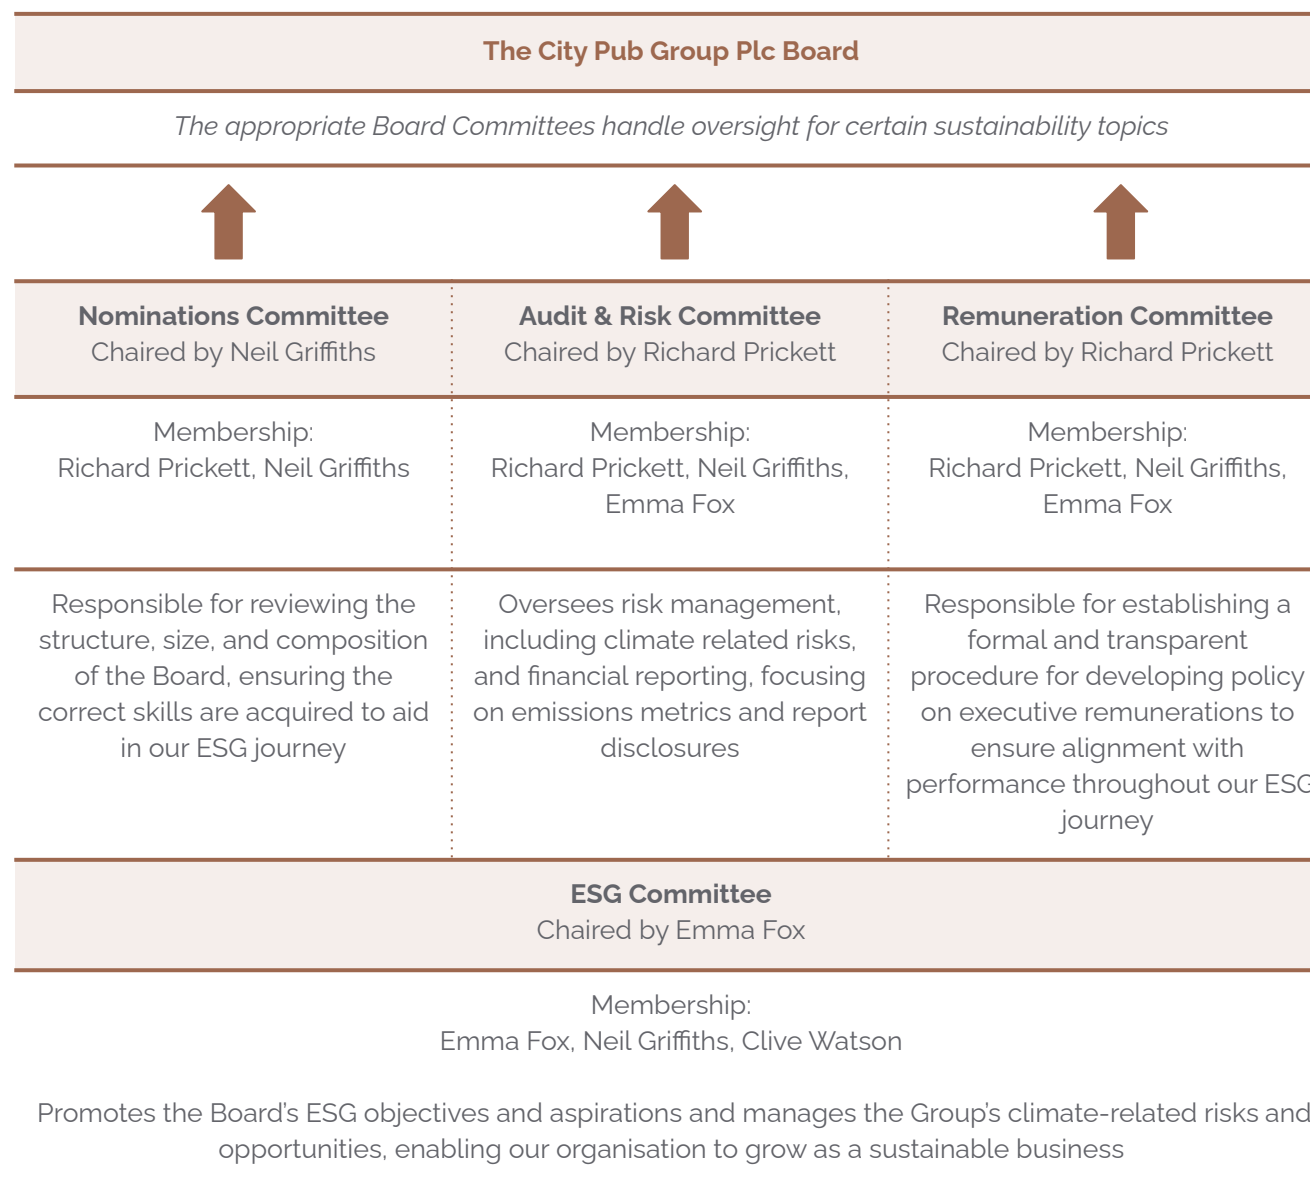 The City Pub Group Plc Board
The appropriate Board Committees handle oversight for certain sustainability topics
Nominations Committee
Chaired by Neil Griffiths
Membership:
Richard Prickett, Neil Griffiths
Responsible for reviewing the
structure, size, and composition
of the Board, ensuring the
correct skills are acquired to aid
in our ESG journey
Audit & Risk Committee
Chaired by Richard Prickett
Membership:
Richard Prickett, Neil Griffiths,
Emma Fox
Oversees risk management,
including climate related risks,
and financial reporting, focusing
on emissions metrics and report
disclosures
Remuneration Committee
Chaired by Richard Prickett
Membership:
Richard Prickett, Neil Griffiths,
Emma Fox
Responsible for establishing a
formal and transparent
procedure for developing policy
on executive remunerations to
ensure alignment with
performance throughout our ESG
journey
ESG Committee
Chaired by Emma Fox
Membership:
Emma Fox, Neil Griffiths, Clive Watson
Promotes the Board’s ESG objectives and aspirations and manages the Group’s climate-related risks and
opportunities, enabling our organisation to grow as a sustainable business